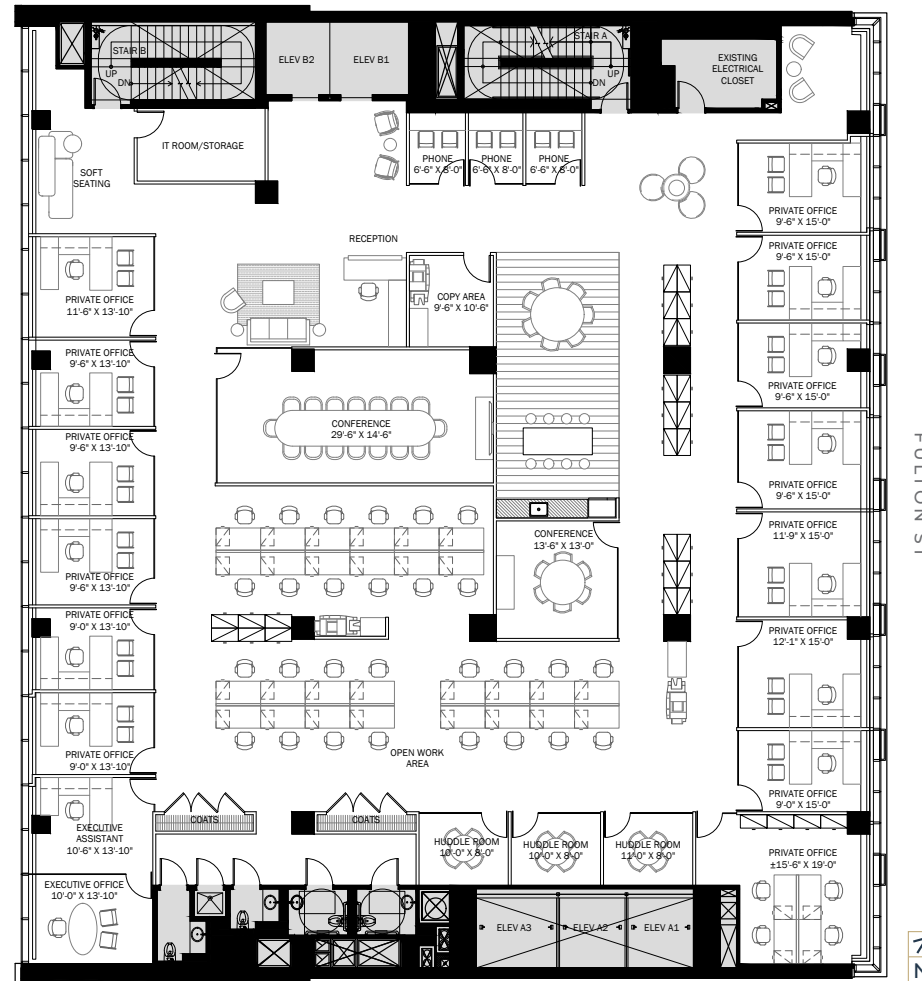 STAIR B
UP
DN
ELEV B2
ELEV B1
STAIR A
UP
DN
EXISTING
ELECTRICAL
CLOSET
IT ROOM/STORAGE
SOFT
SEATING
PHONE
6'-6" X 8'-0"
PHONE
6'-6" X 8'-0"
PHONE
6'-6" X 8'-0"
PRIVATE OFFICE
9'-6" X 15'-0"
RECEPTION
PRIVATE OFFICE
9'-6" X 15'-0"
PRIVATE OFFICE
11'-6" X 13'-10"
COPY AREA
9'-6" X 10'-6"
PRIVATE OFFICE
9'-6" X 13'-10"
PRIVATE OFFICE
9'-6" X 15'-0"
CONFERENCE
29'-6" X 14'-6"
PRIVATE OFFICE
9'-6" X 13'-10"
PRIVATE OFFICE
9'-6" X 15'-0"
FULTON ST
PRIVATE OFFICE
11'-9" X 15'-0"
CONFERENCE
13'-6" X 13'-0"
PRIVATE OFFICE
9'-6" X 13'-10"
PRIVATE OFFICE
9'-0" X 13'-10"
PRIVATE OFFICE
12'-1" X 15'-0"
PRIVATE OFFICE
9'-0" X 13'-10"
OPEN WORK
AREA
PRIVATE OFFICE
9'-0" X 15'-0"
COATS
COATS
EXECUTIVE
ASSISTANT
10'-6" X 13'-10"
HUDDLE ROOM
10'-0" X 8'-0"
HUDDLE ROOM
10'-0" X 8'-0"
HUDDLE ROOM
11'-0" X 8'-0"
PRIVATE OFFICE
±15'-6" X 19'-0"
EXECUTIVE OFFICE
10'-0" X 13'-10"
ELEV A3
ELEV A2
ELEV A1
N